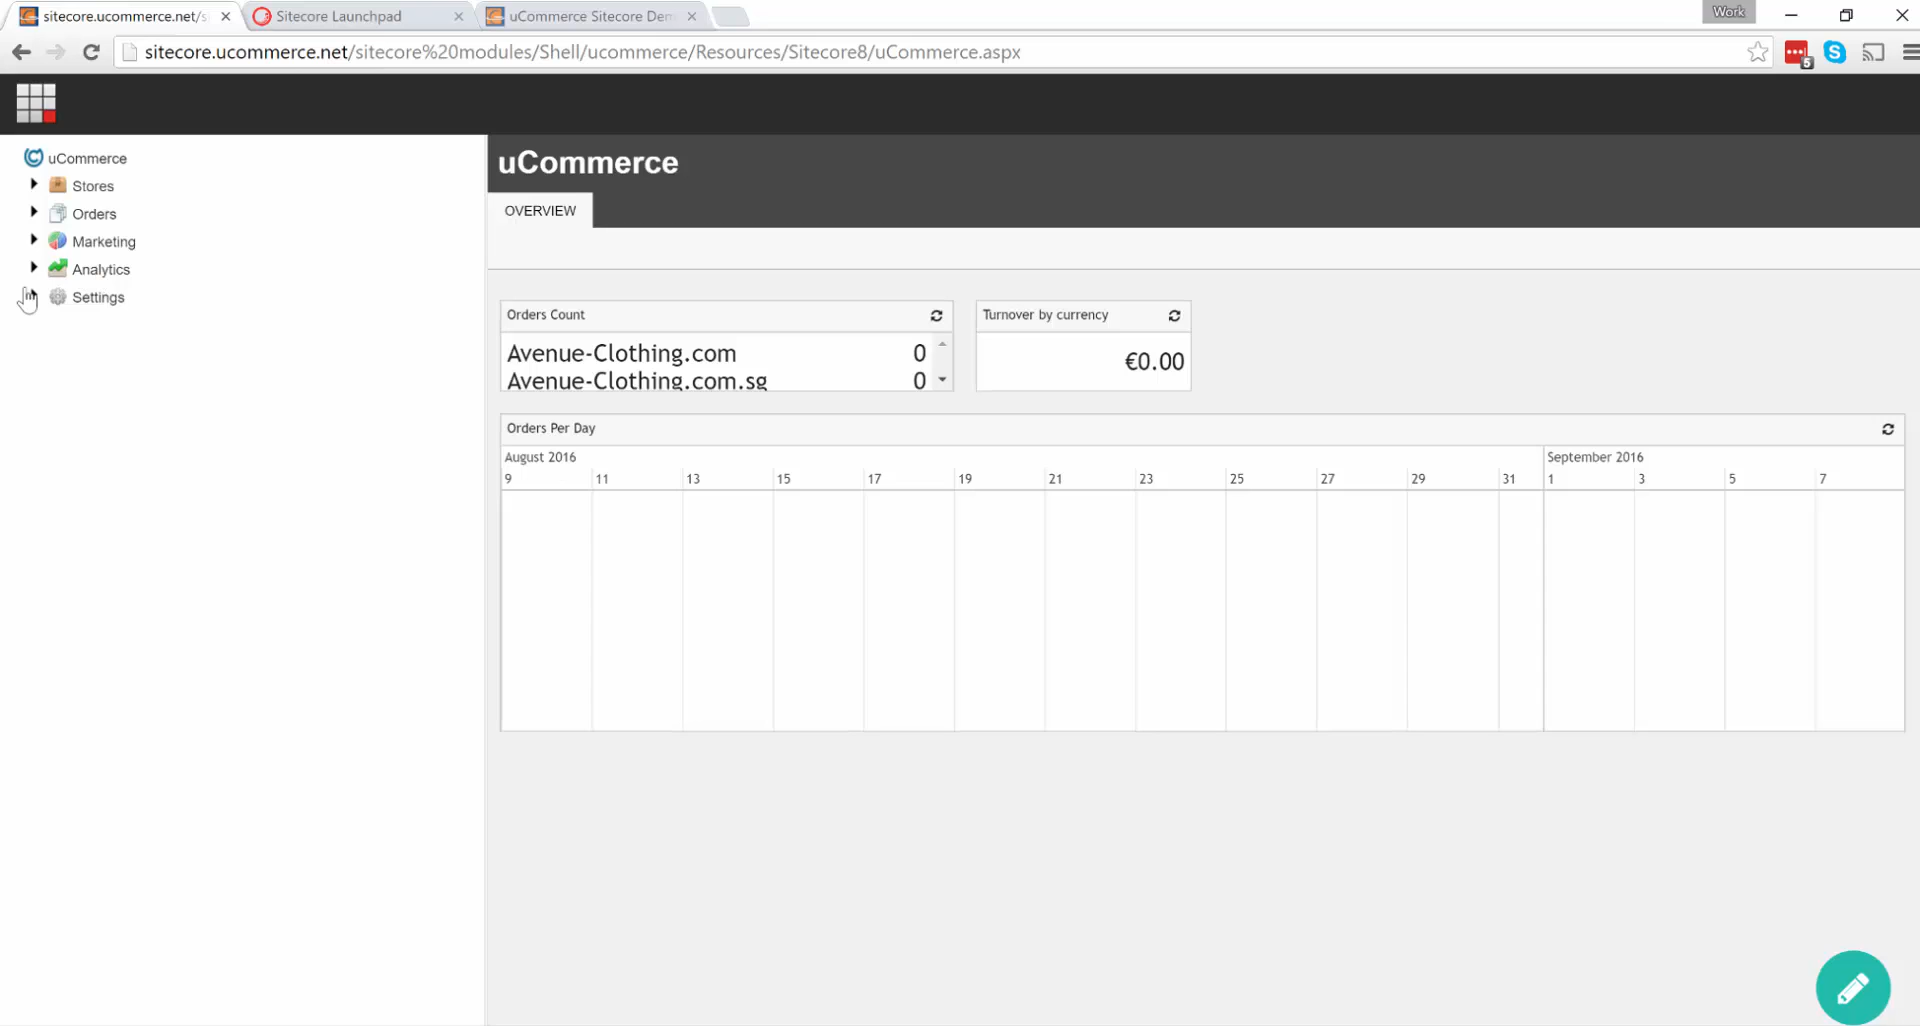 sitecore.ucommerce.net/s
Sitecore Launchpad
uCommerce Sitecore Dem
Work
sitecore.ucommerce.net/sitecore%20modules/Shell/ucommerce/Resources/Sitecore8/uCommerce.aspx
5
uCommerce
Stores
Orders
Marketing
Analytics
Settings
uCommerce
OVERVIEW
Orders Count
Avenue-Clothing.com 0
Avenue-Clothing.com.sg 0
Turnover by currency
€0.00
Orders Per Day
August 2016 September 2016
9 11 13 15 17 19 21 23 25 27 29 31 1 3 5 7